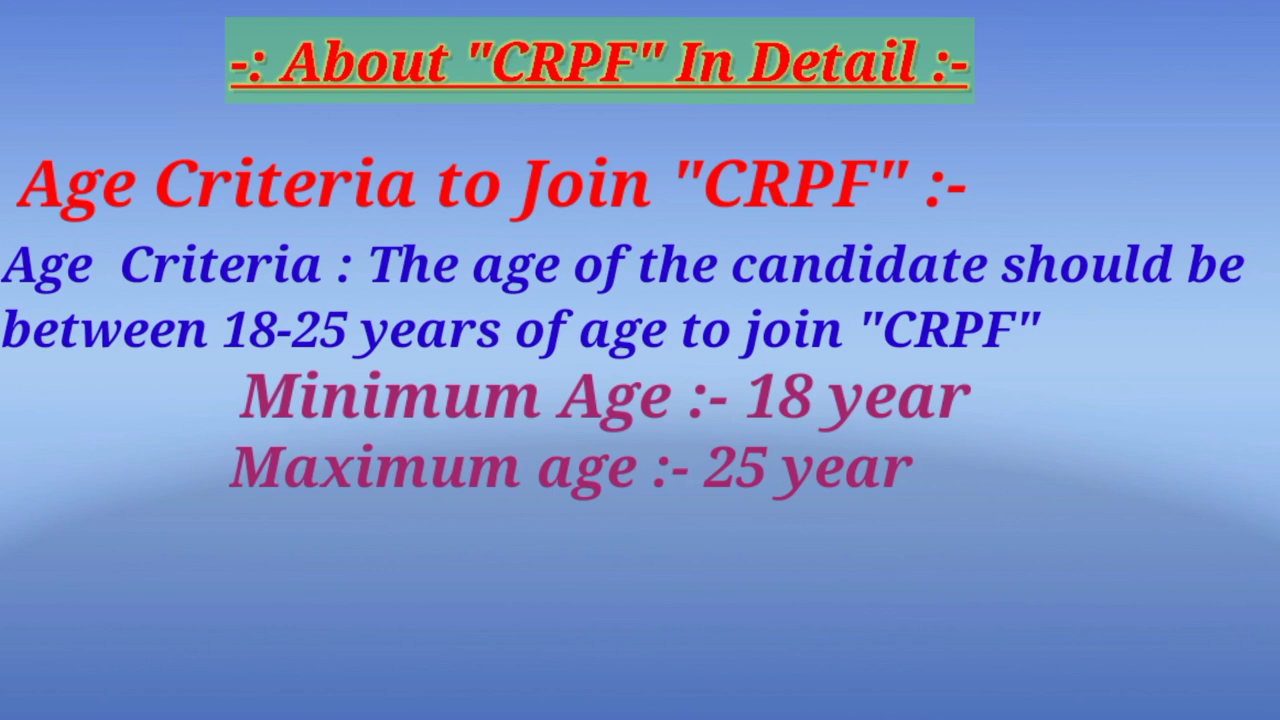 -: About "CRPF" In Detail :-
Age Criteria to Join "CRPF" :-
Age Criteria : The age of the candidate should be
between 18-25 years of age to join "CRPF"
Minimum Age :- 18 year
Maximum age :- 25 year